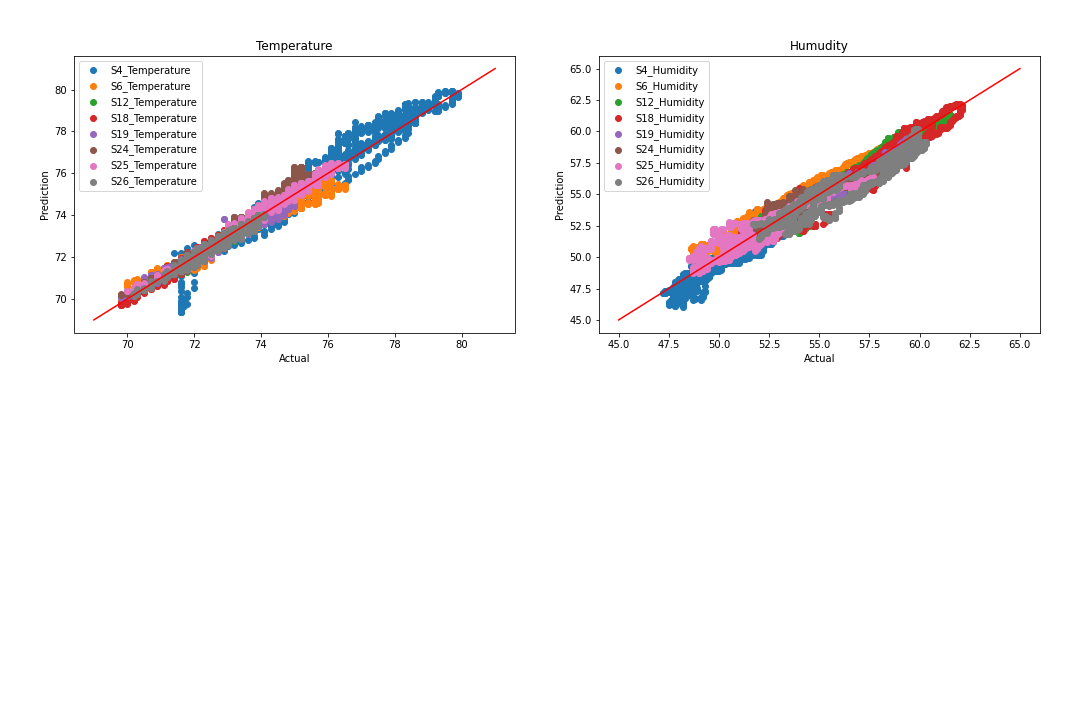 Temperature
S4_Temperature
S6_Temperature
S12_Temperature
S18_Temperature
S19_Temperature
S24_Temperature
S25_Temperature
S26_Temperature
80
78
76
74
72
70
Prediction
70 72 74 76 78 80
Actual
Humudity
S4_Humidity
S6_Humidity
S12_Humidity
S18_Humidity
S19_Humidity
S24_Humidity
S25_Humidity
S26_Humidity
65.0
62.5
60.0
57.5
55.0
52.5
50.0
47.5
45.0
Prediction
45.0 47.5 50.0 52.5 55.0 57.5 60.0 62.5 65.0
Actual